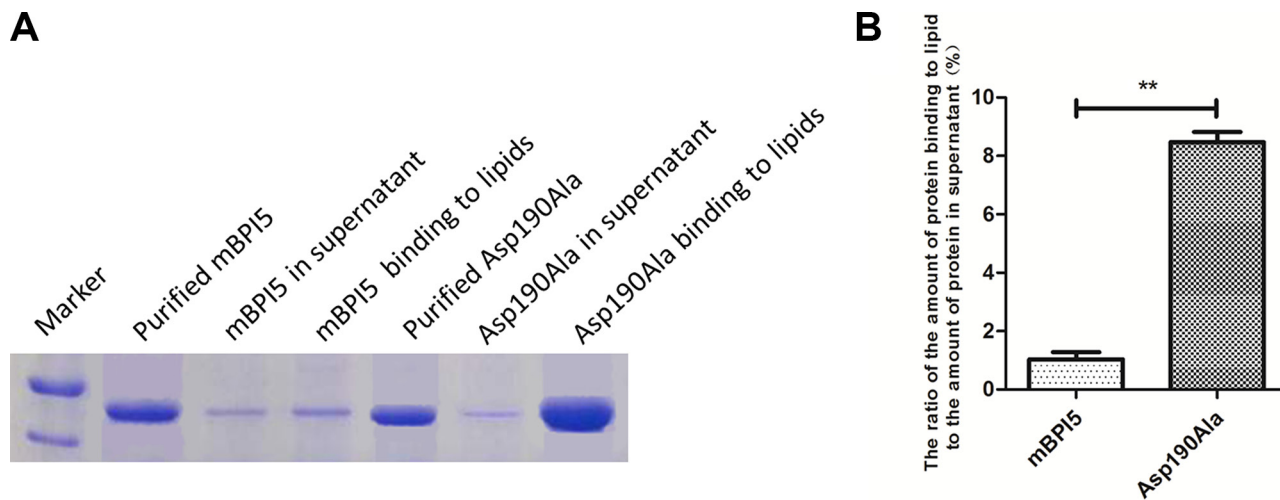 A
Marker
Purified mBPI5
mBPI5 in supernatant
mBPI5 binding to lipids
Purified Asp190Ala
Asp190Ala in supernatant
Asp190Ala binding to lipids
B
The ratio of the amount of protein binding to lipid
to the amount of protein in supernatant (%)
**
10
8
6
4
2
0
mBPI5
Asp190Ala